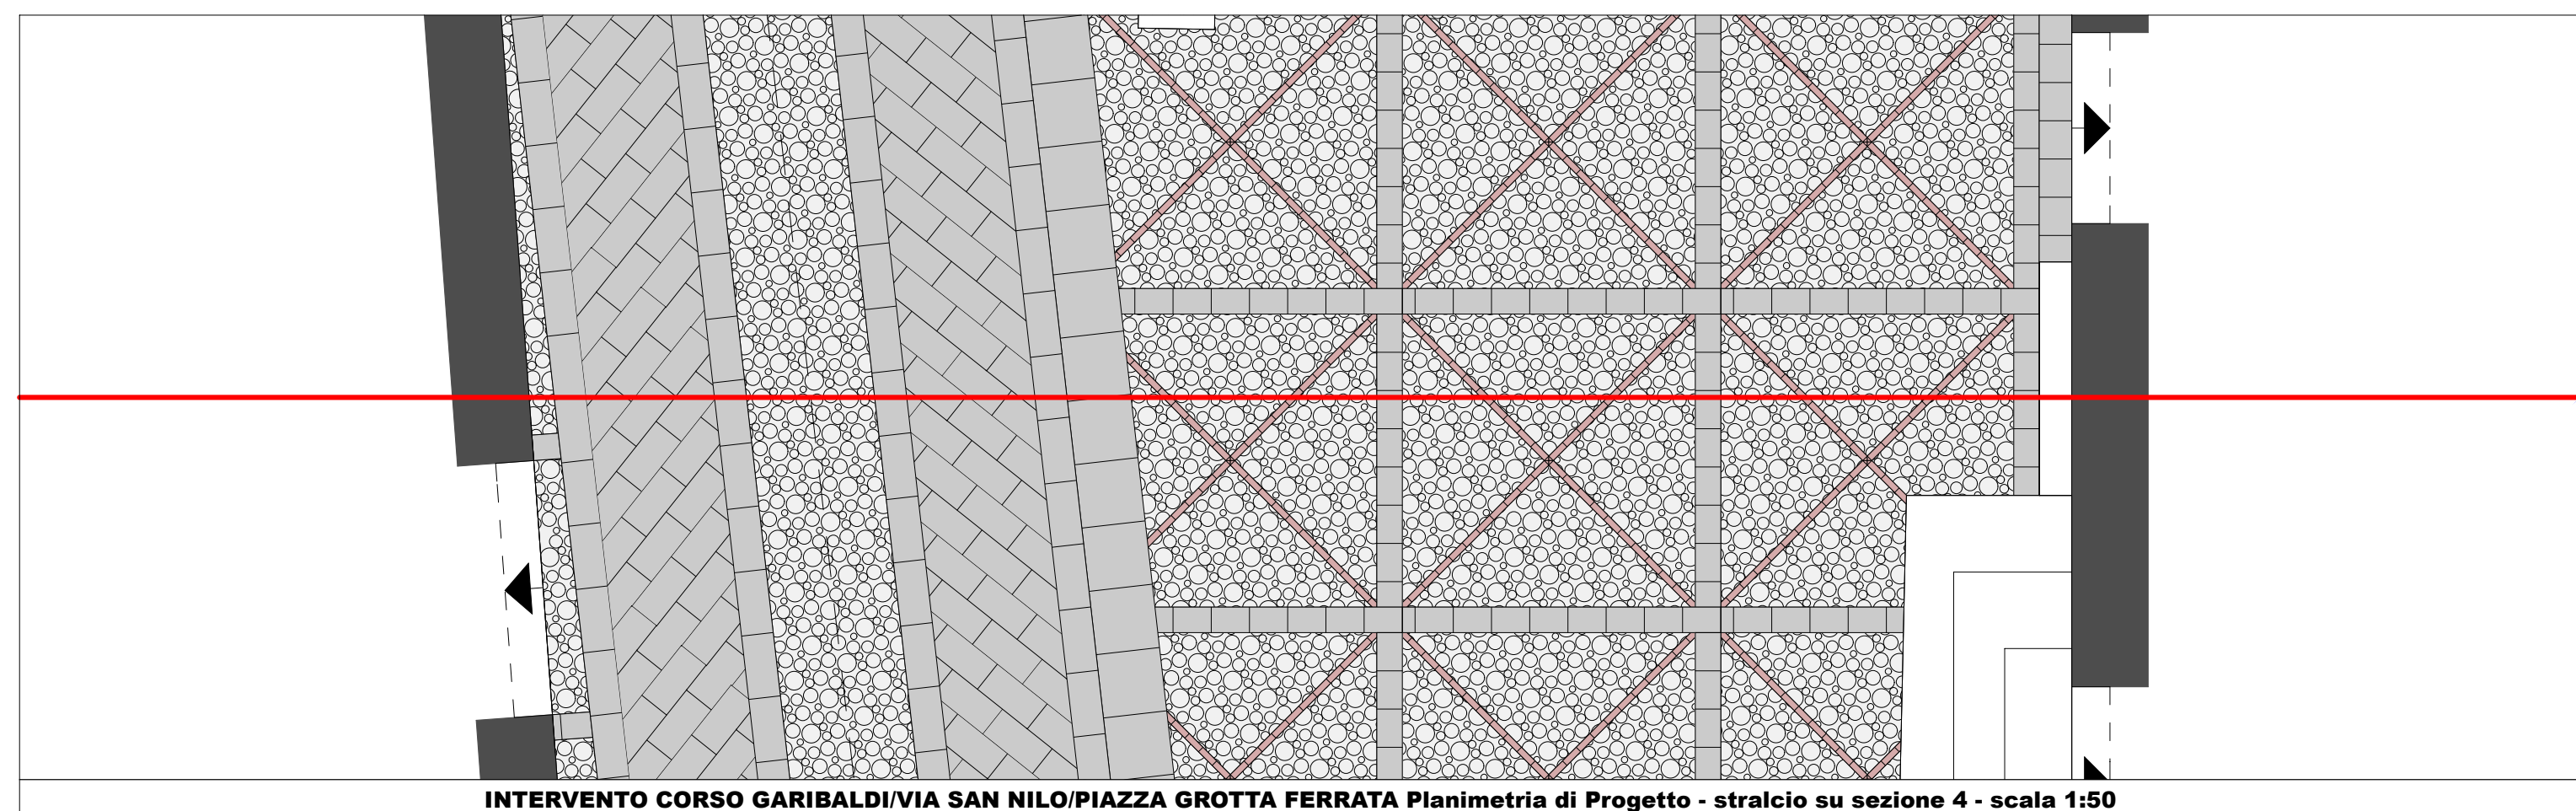 INTERVENTO CORSO GARIBALDI/VIA SAN NILO/PIAZZA GROTTA FERRATA Planimetria di Progetto - stralcio su sezione 4 - scala 1:50